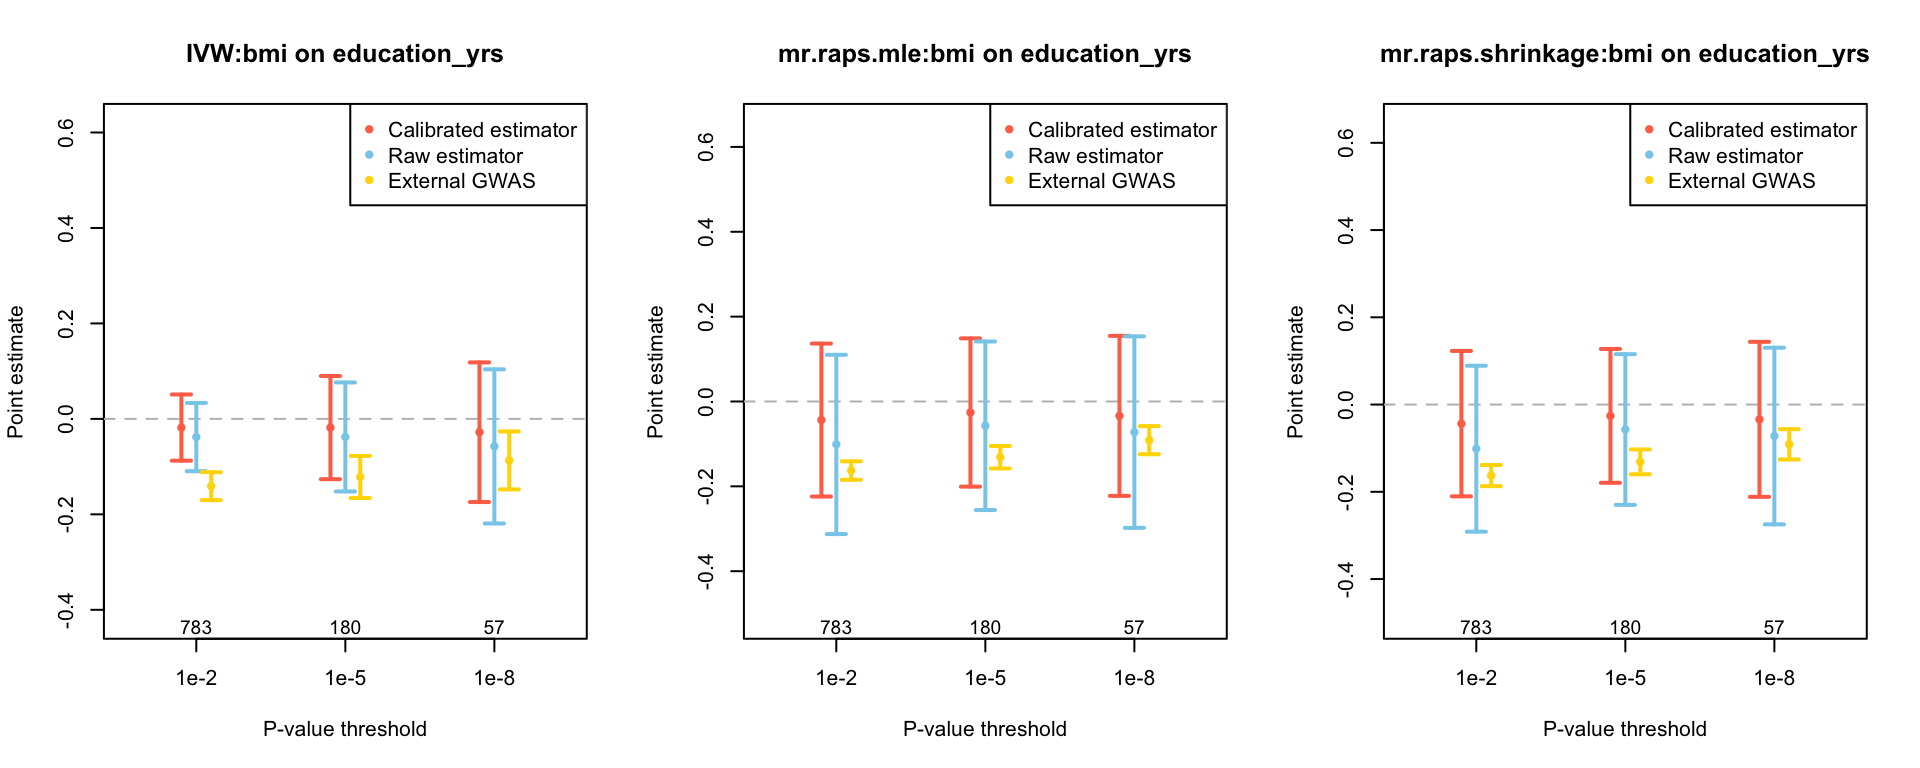 IVW:bmi on education_yrs
Calibrated estimator
Raw estimator
External GWAS
Point estimate
0.6
0.4
0.2
0.0
-0.2
-0.4
783 180 57
1e-2 1e-5 1e-8
P-value threshold
mr.raps.mle:bmi on education_yrs
Calibrated estimator
Raw estimator
External GWAS
Point estimate
0.6
0.4
0.2
0.0
-0.2
-0.4
783 180 57
1e-2 1e-5 1e-8
P-value threshold
mr.raps.shrinkage:bmi on education_yrs
Calibrated estimator
Raw estimator
External GWAS
Point estimate
0.6
0.4
0.2
0.0
-0.2
-0.4
783 180 57
1e-2 1e-5 1e-8
P-value threshold